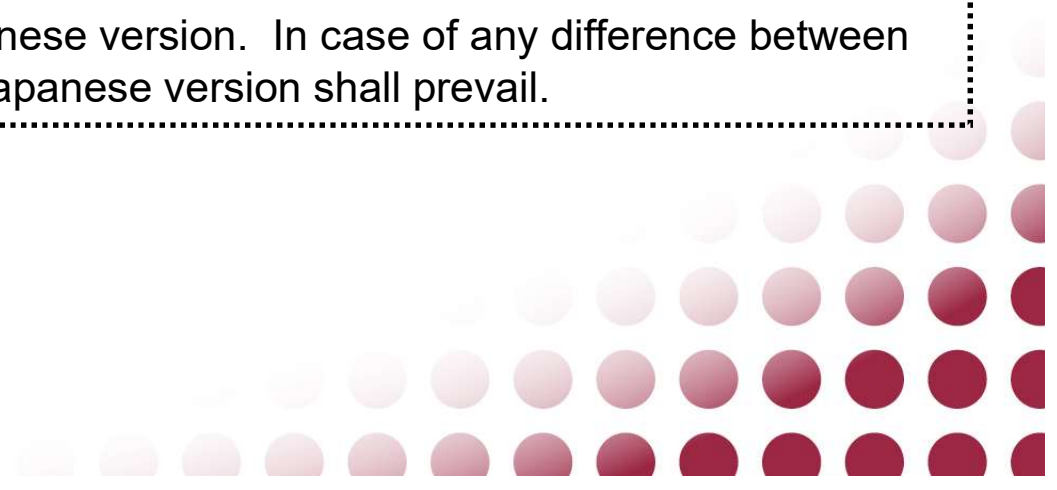 nese version. In case of any difference between
apanese version shall prevail.